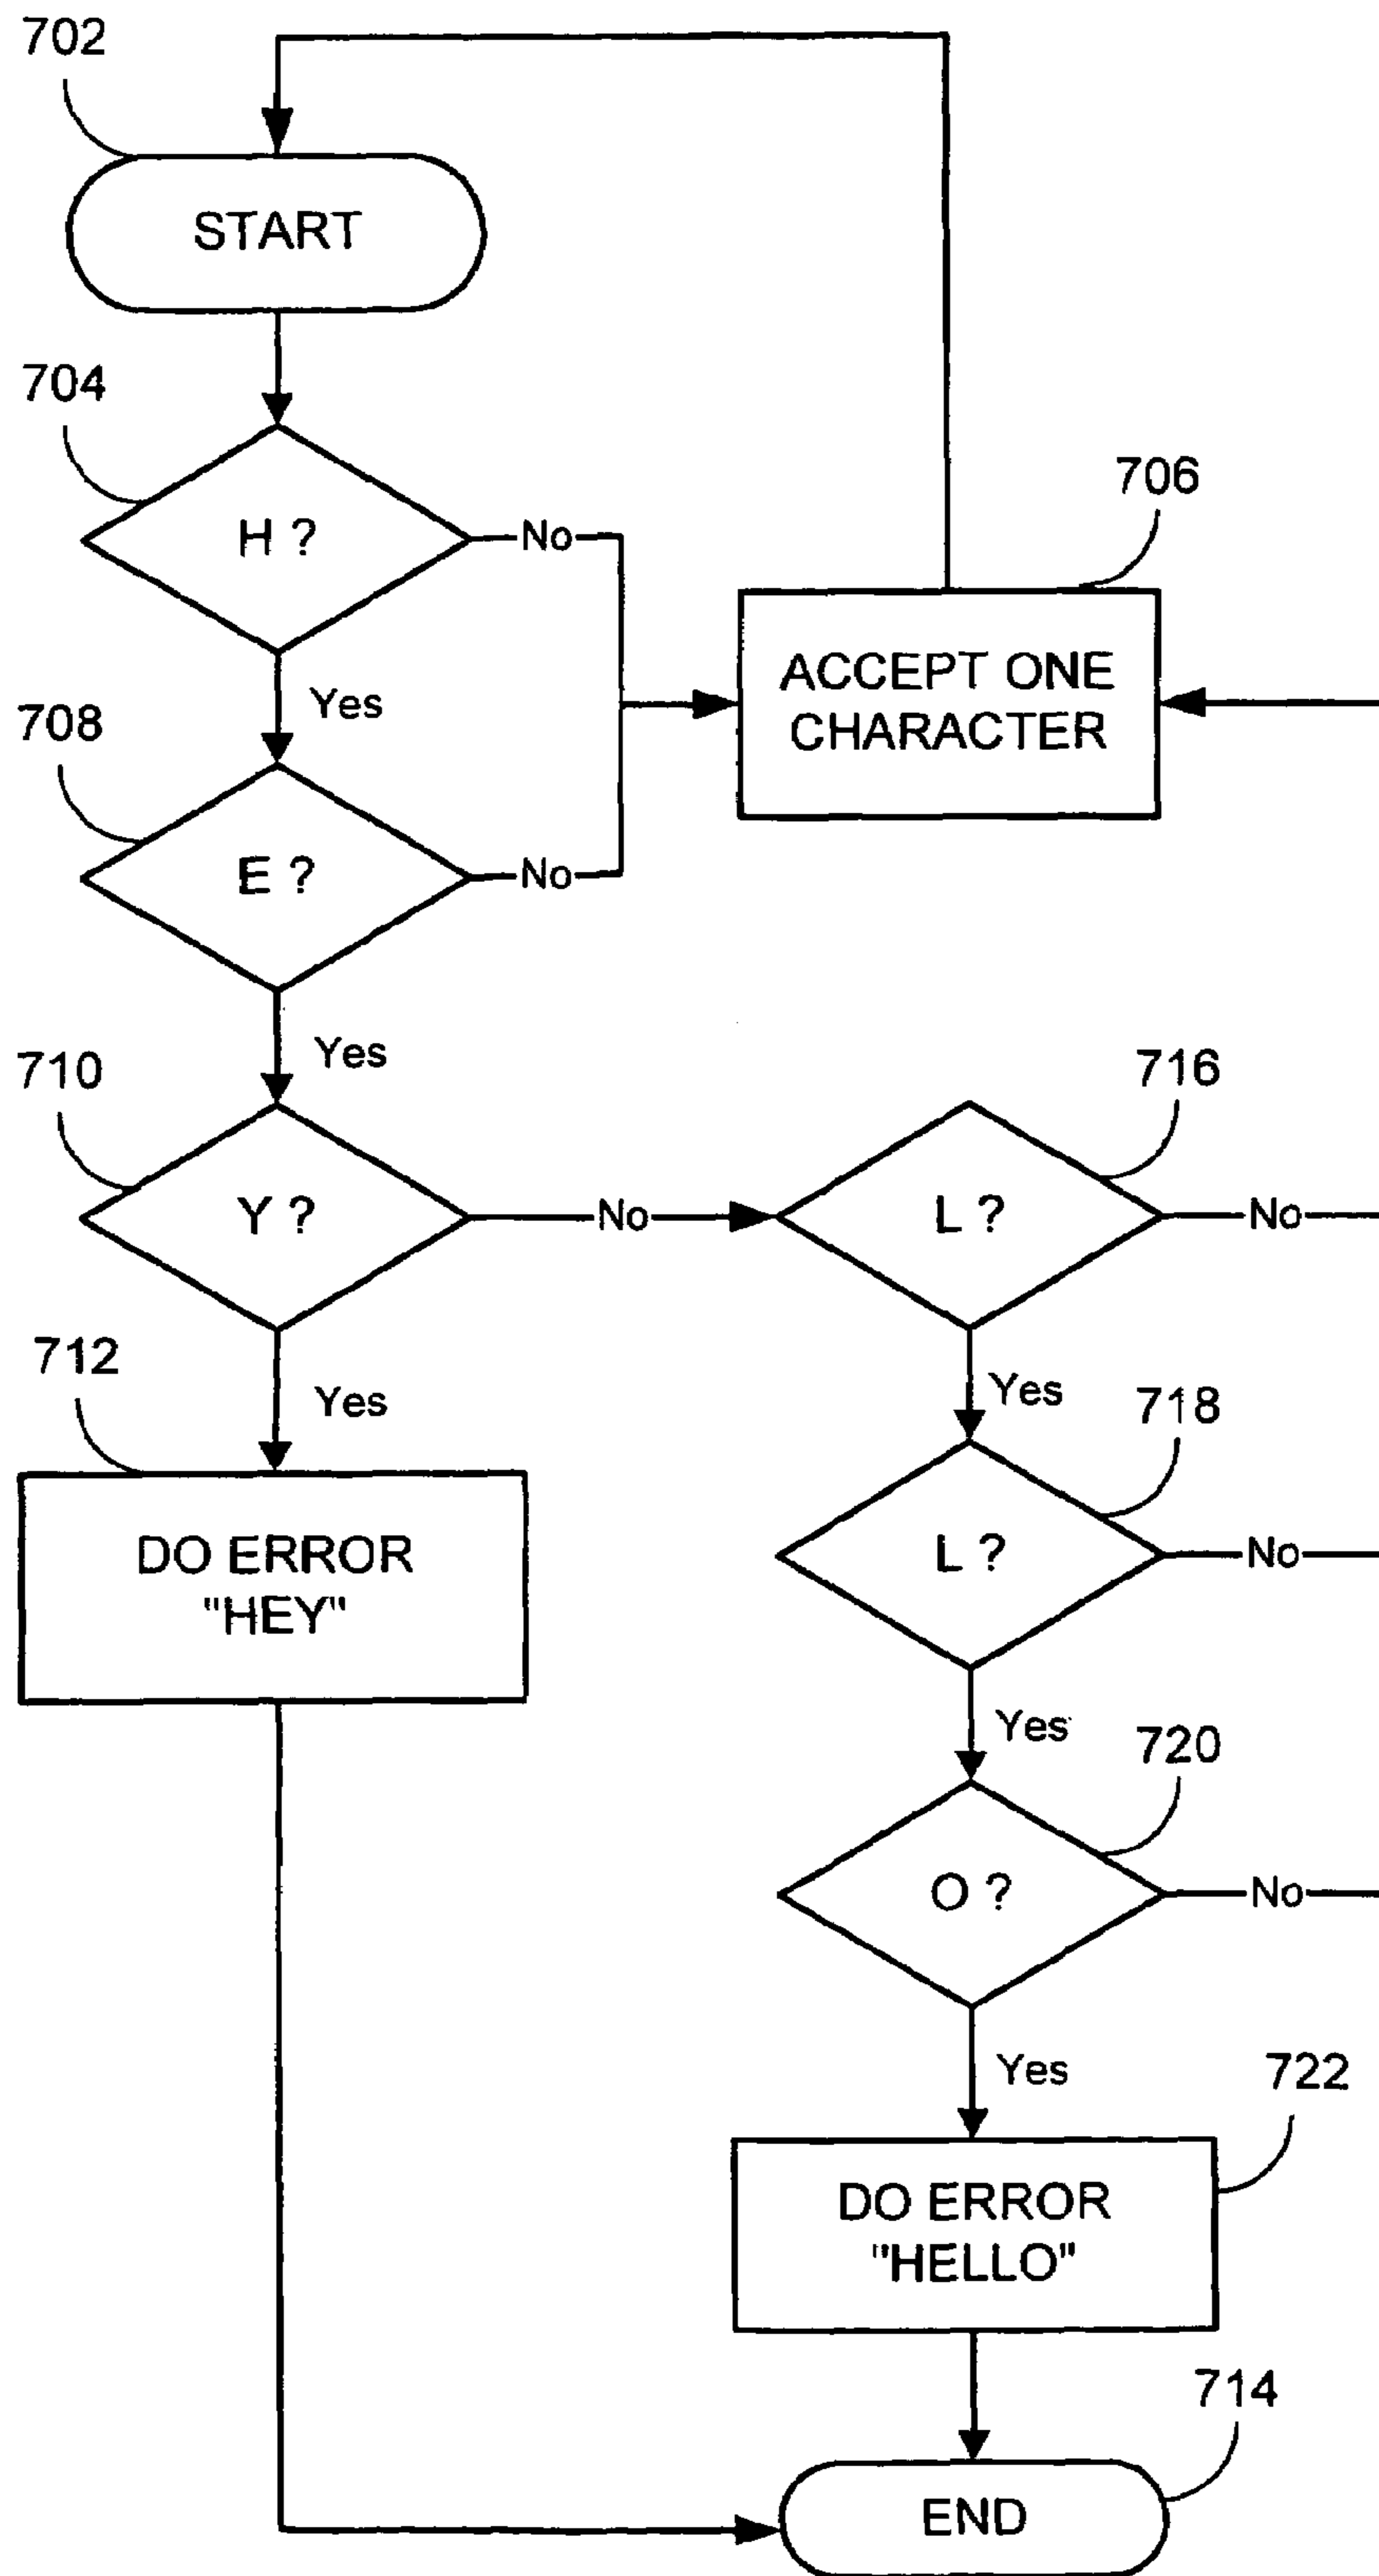 702
START
704
H ?
No
706
ACCEPT ONE
CHARACTER
Yes
708
E ?
No
Yes
710
Y ?
No
716
L ?
No
712
Yes
Yes
718
DO ERROR
"HEY"
L ?
No
Yes
720
O ?
No
Yes
722
DO ERROR
"HELLO"
714
END